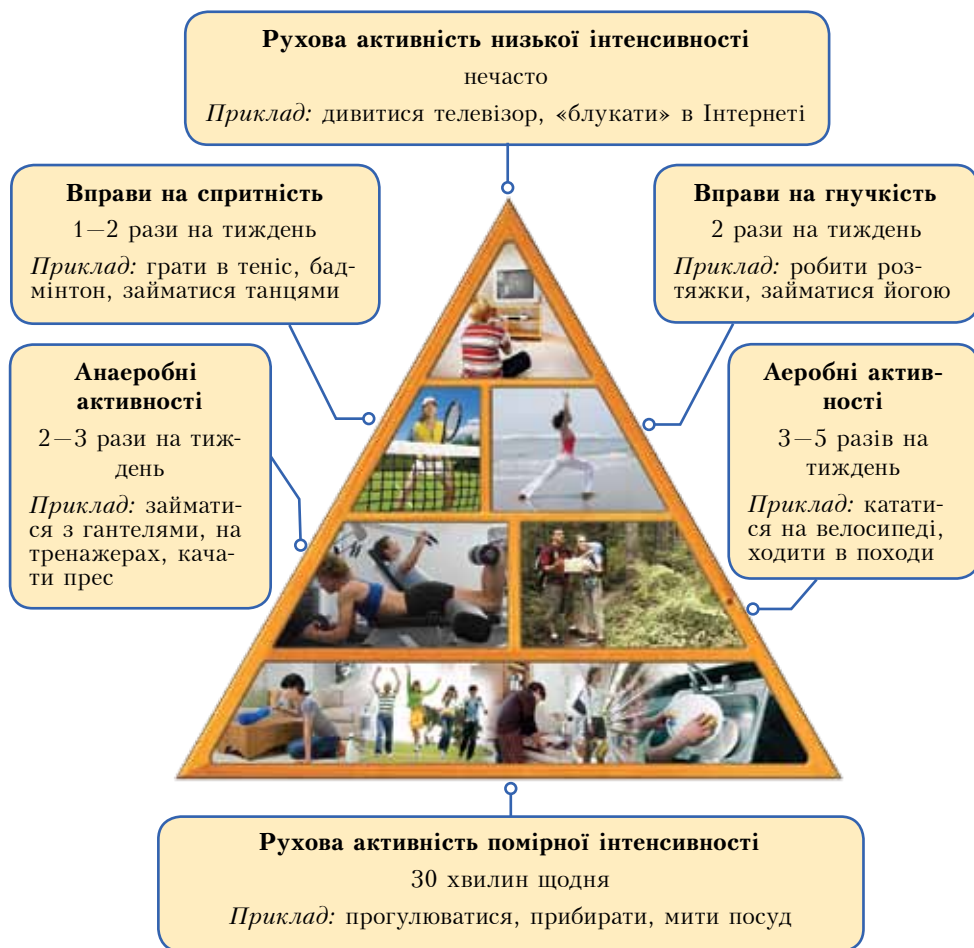 Рухова активність низької інтенсивності
нечасто
Приклад: дивитися телевізор, «блукати» в Інтернеті
Вправи на спритність
1—2 рази на тиждень
Приклад: грати в теніс, бад-
мінтон, займатися танцями
Вправи на гнучкість
2 рази на тиждень
Приклад: робити роз-
тяжки, займатися йогою
Анаеробні
активності
2—3 рази на тиж-
день
Приклад: займати-
ся з гантелями, на
тренажерах, кача-
ти прес
Аеробні актив-
ності
3—5 разів на
тиждень
Приклад: катати-
ся на велосипеді,
ходити в походи
Рухова активність помірної інтенсивності
30 хвилин щодня
Приклад: прогулюватися, прибирати, мити посуд